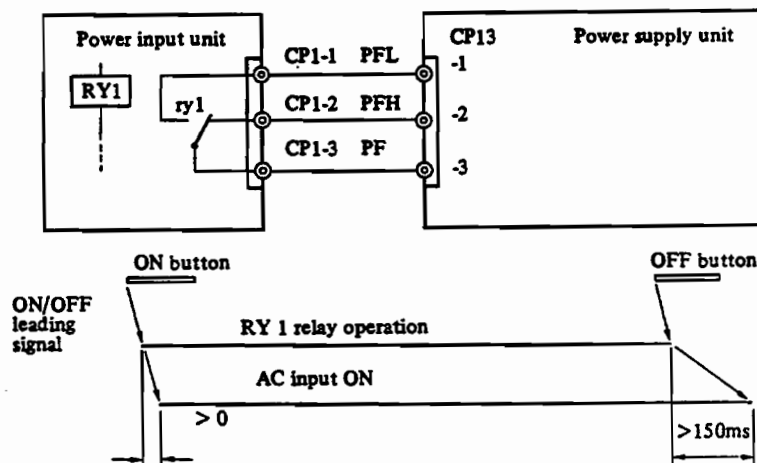 Power input unit
RY1
ry1
CP1-1 PFL
CP1-2 PFH
CP1-3 PF
CP13
-1
-2
-3
Power supply unit
ON button
OFF button
ON/OFF
leading
signal
RY 1 relay operation
AC input ON
> 0
>150ms